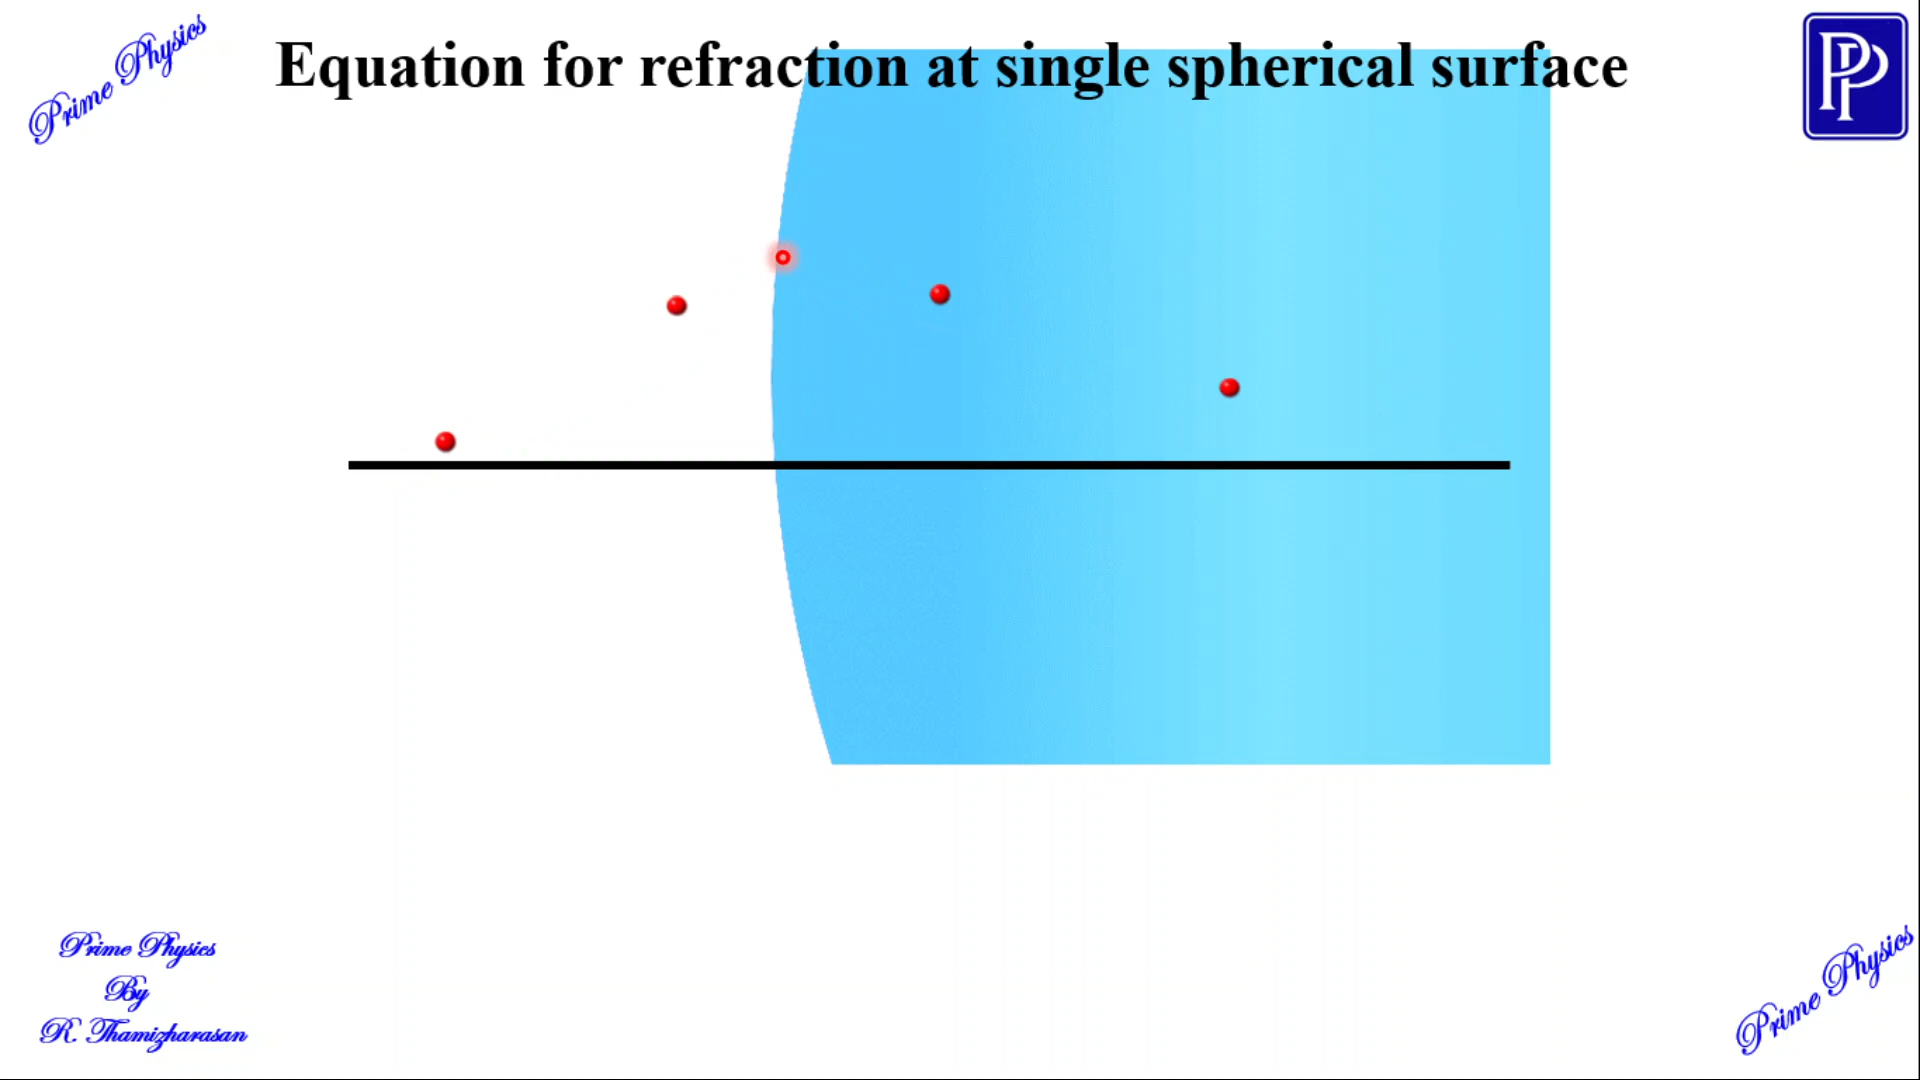 Prime Physics
Equation for refraction at single spherical surface
PP
Prime Physics
By
R. Thamizharasan
Prime Physics